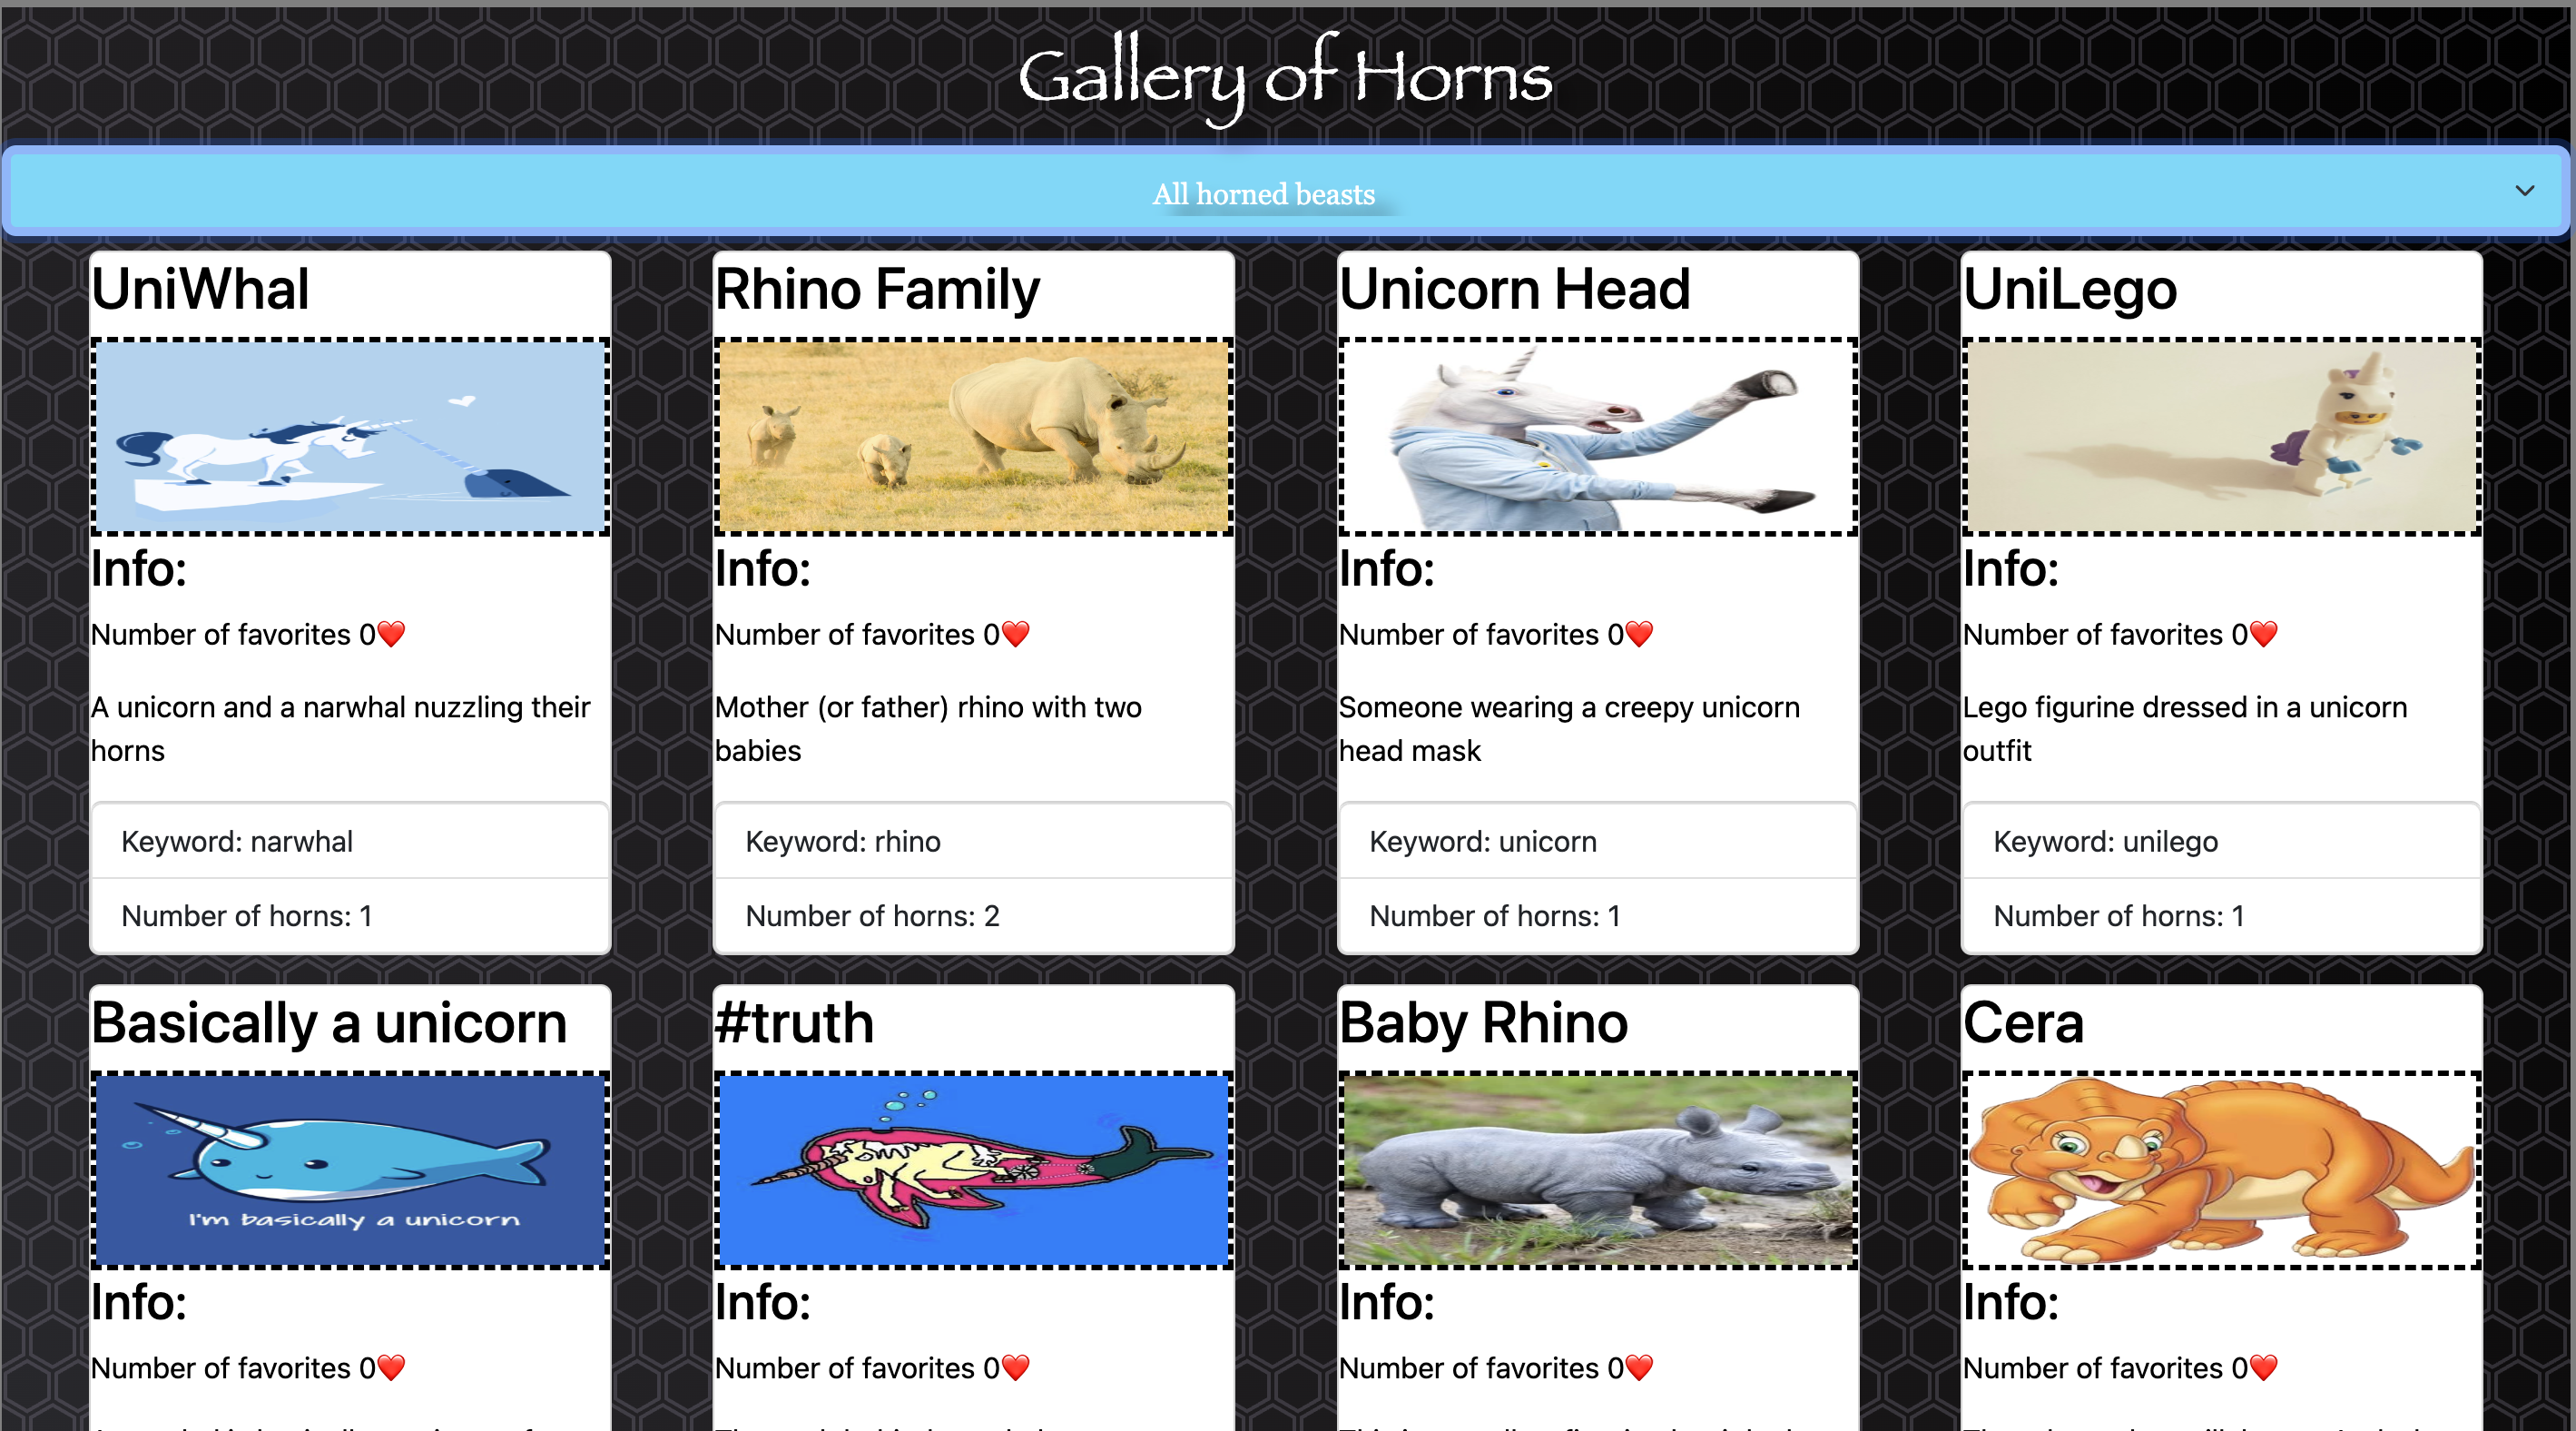 Gallery of Horns
All horned beasts
UniWhal
Rhino Family
Unicorn Head
UniLego
Info:
Info:
Info:
Info:
Number of favorites 0❤️
Number of favorites 0❤️
Number of favorites 0❤️
Number of favorites 0❤️
A unicorn and a narwhal nuzzling their
horns
Mother (or father) rhino with two
babies
Someone wearing a creepy unicorn
head mask
Lego figurine dressed in a unicorn
outfit
Keyword: narwhal
Keyword: rhino
Keyword: unicorn
Keyword: unilego
Number of horns: 1
Number of horns: 2
Number of horns: 1
Number of horns: 1
Basically a unicorn
#truth
Baby Rhino
Cera
I'm basically a unicorn
Info:
Info:
Info:
Info:
Number of favorites 0❤️
Number of favorites 0❤️
Number of favorites 0❤️
Number of favorites 0❤️